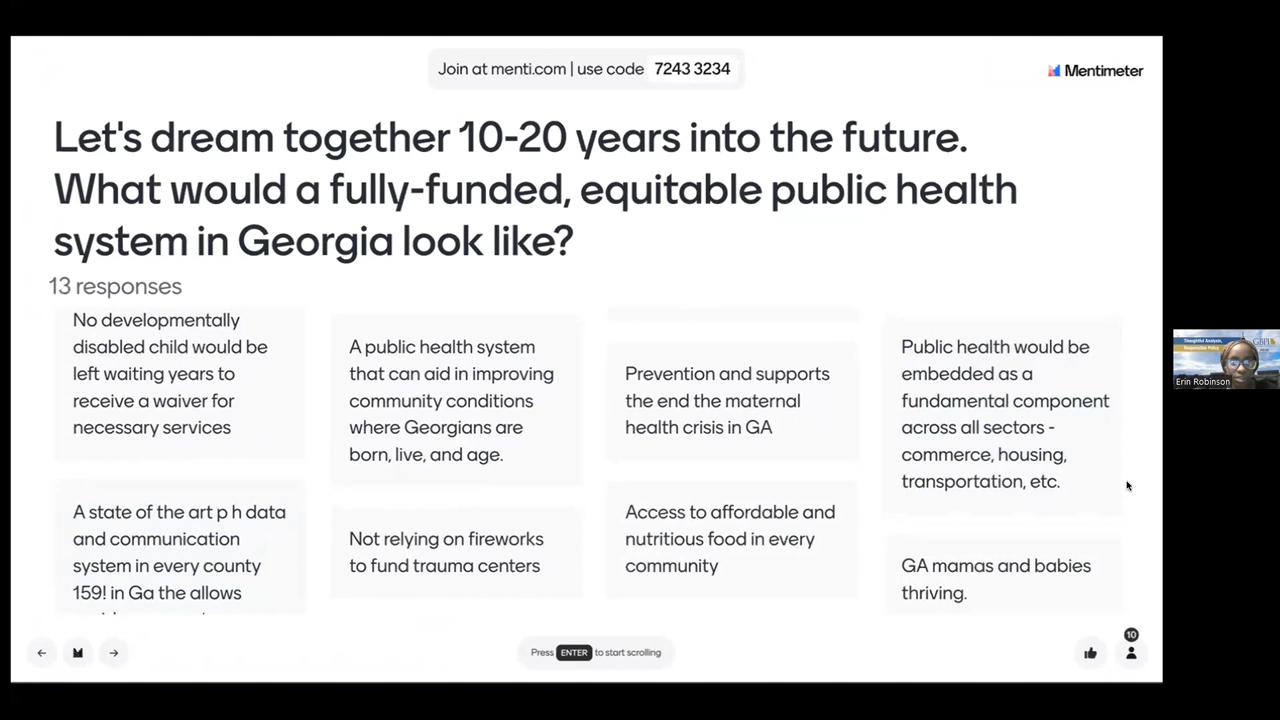 Join at menti.com | use code 7243 3234
Mentimeter
Let's dream together 10-20 years into the future.
What would a fully-funded, equitable public health
system in Georgia look like?
13 responses
No developmentally
disabled child would be
left waiting years to
receive a waiver for
necessary services
A state of the art p h data
and communication
system in every county
159! in Ga the allows
A public health system
that can aid in improving
community conditions
where Georgians are
born, live, and age.
Not relying on fireworks
to fund trauma centers
Prevention and supports
the end the maternal
health crisis in GA
Access to affordable and
nutritious food in every
community
Public health would be
embedded as a
fundamental component
across all sectors -
commerce, housing,
transportation, etc.
GA mamas and babies
thriving.
Press ENTER to start scrolling
10
Thoughtful Analysis,
Responsible Policy
GBPI
Erin Robinson